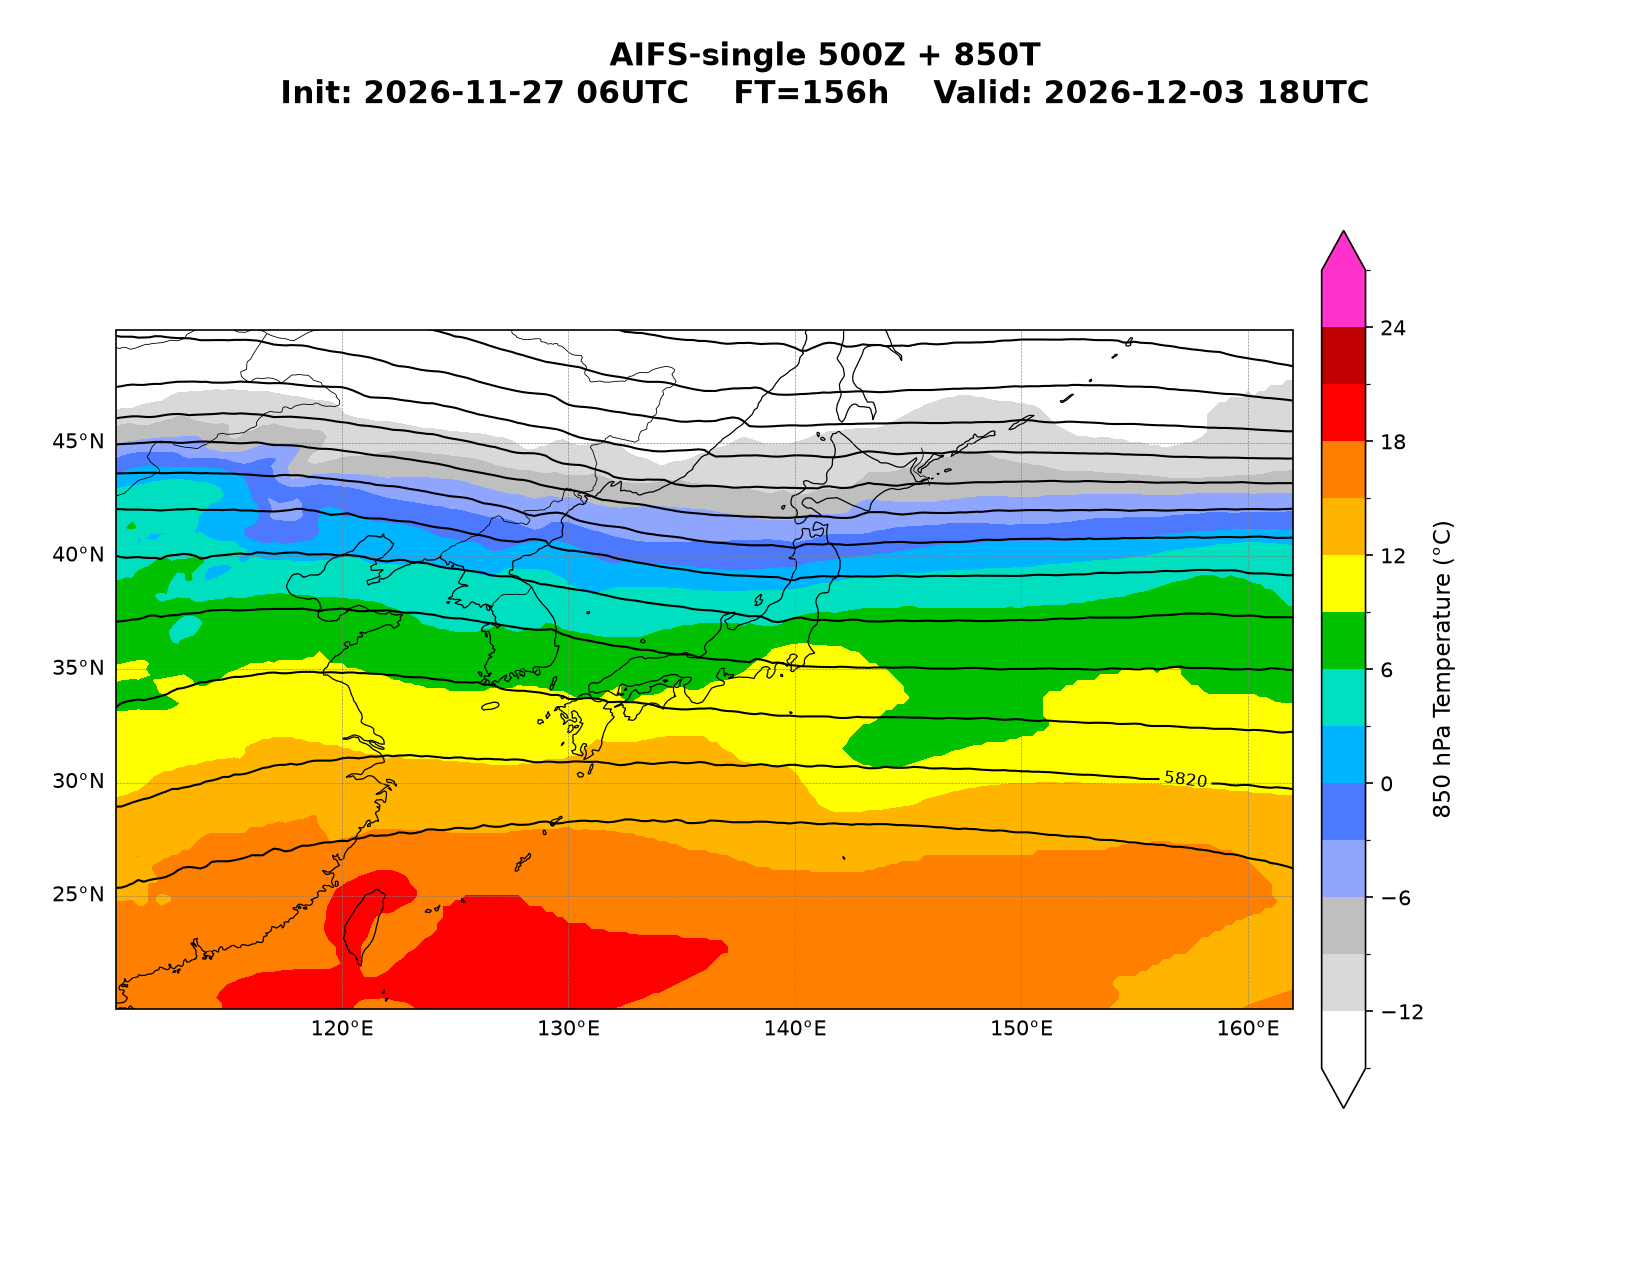 AIFS-single 500Z + 850T
Init: 2026-11-27 06UTC    FT=156h    Valid: 2026-12-03 18UTC
45°N
40°N
35°N
30°N
25°N
120°E
130°E
140°E
150°E
160°E
5820
24
18
12
6
0
−6
−12
850 hPa Temperature (°C)